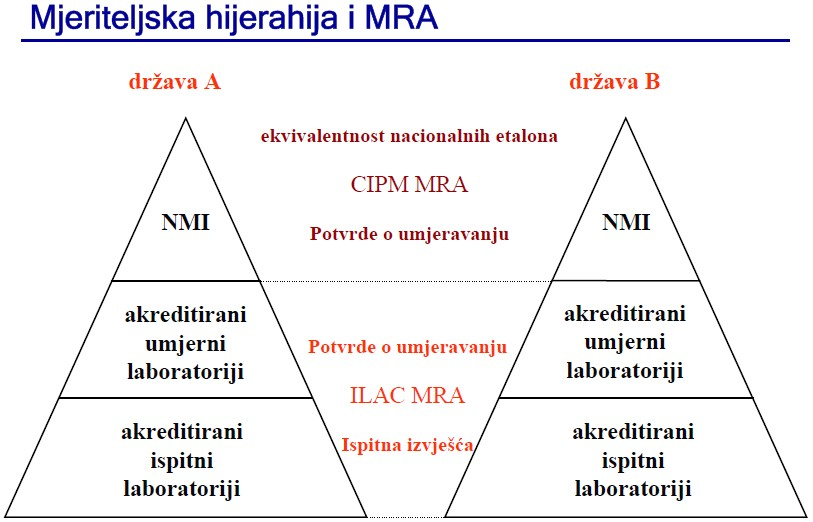 Mjeriteljska hijerahija i MRA
država A
država B
ekvivalentnost nacionalnih etalona
CIPM MRA
Potvrde o umjeravanju
NMI
NMI
akreditirani
umjerni
laboratoriji
Potvrde o umjeravanju
ILAC MRA
Ispitna izvješća
akreditirani
umjerni
laboratoriji
akreditirani
ispitni
laboratoriji
akreditirani
ispitni
laboratoriji